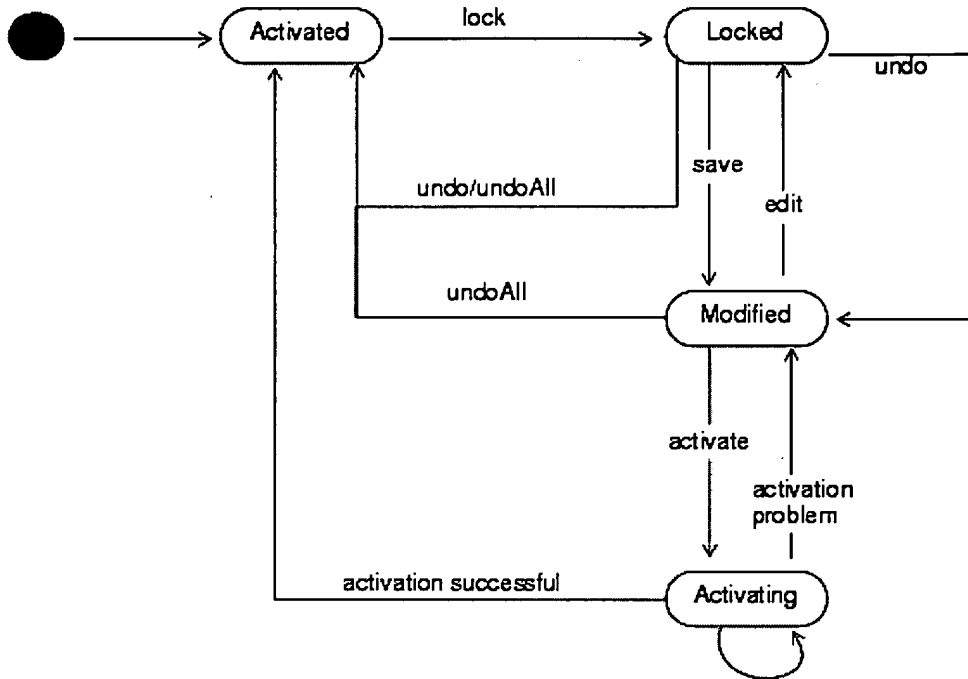 lock
Activated
Locked
undo
save
undo/undoAll
edit
undoAll
Modified
activate
activation
problem
activation successful
Activating